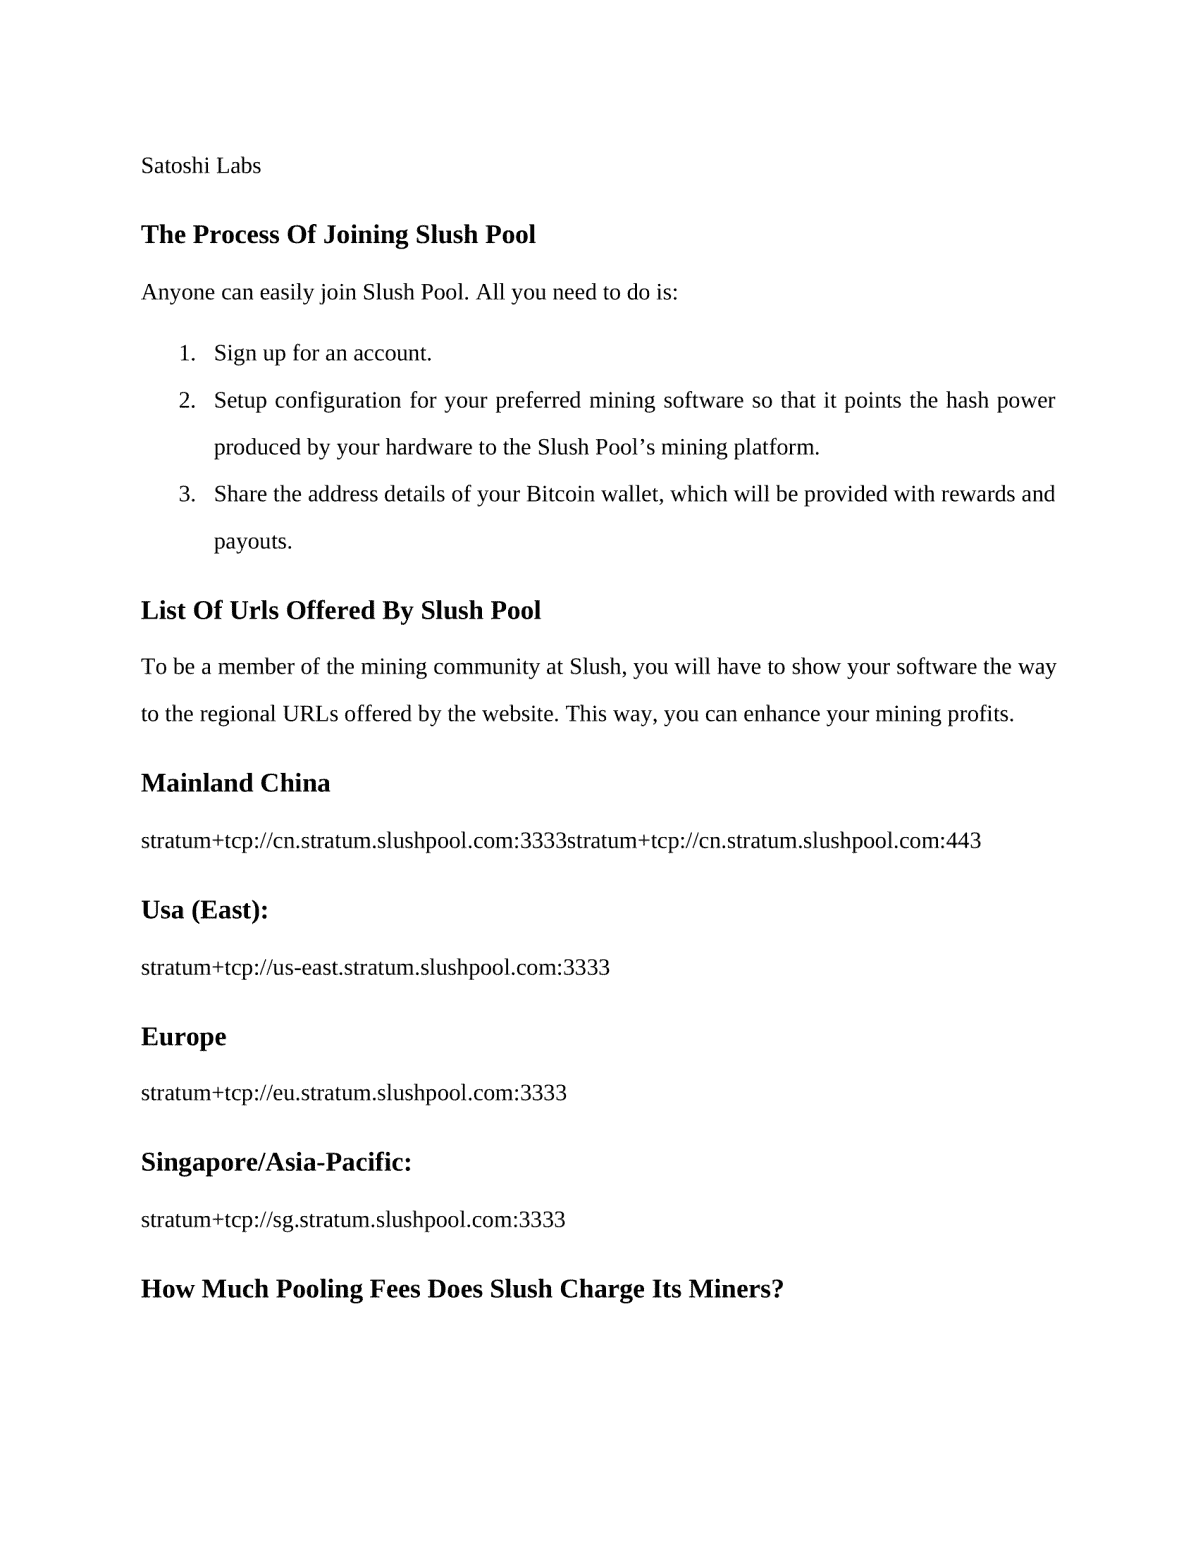 Satoshi Labs
The Process Of Joining Slush Pool
Anyone can easily join Slush Pool. All you need to do is:
1. Sign up for an account.
2. Setup configuration for your preferred mining software so that it points the hash power
produced by your hardware to the Slush Pool’s mining platform.
3. Share the address details of your Bitcoin wallet, which will be provided with rewards and
payouts.
List Of Urls Offered By Slush Pool
To be a member of the mining community at Slush, you will have to show your software the way
to the regional URLs offered by the website. This way, you can enhance your mining profits.
Mainland China
stratum+tcp://cn.stratum.slushpool.com:3333stratum+tcp://cn.stratum.slushpool.com:443
Usa (East):
stratum+tcp://us-east.stratum.slushpool.com:3333
Europe
stratum+tcp://eu.stratum.slushpool.com:3333
Singapore/Asia-Pacific:
stratum+tcp://sg.stratum.slushpool.com:3333
How Much Pooling Fees Does Slush Charge Its Miners?